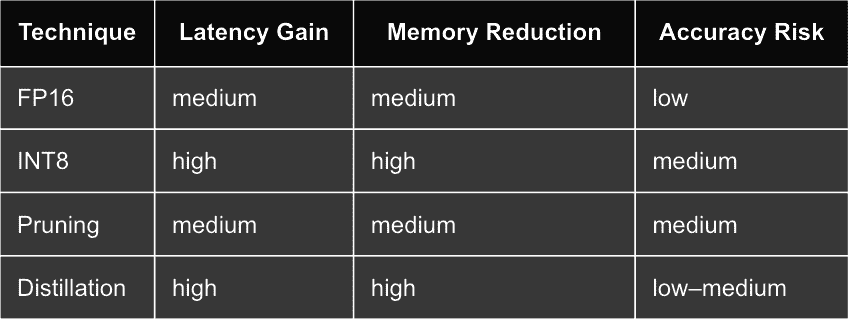 Technique Latency Gain Memory Reduction Accuracy Risk
FP16 medium medium low
INT8 high high medium
Pruning medium medium medium
Distillation high high low–medium